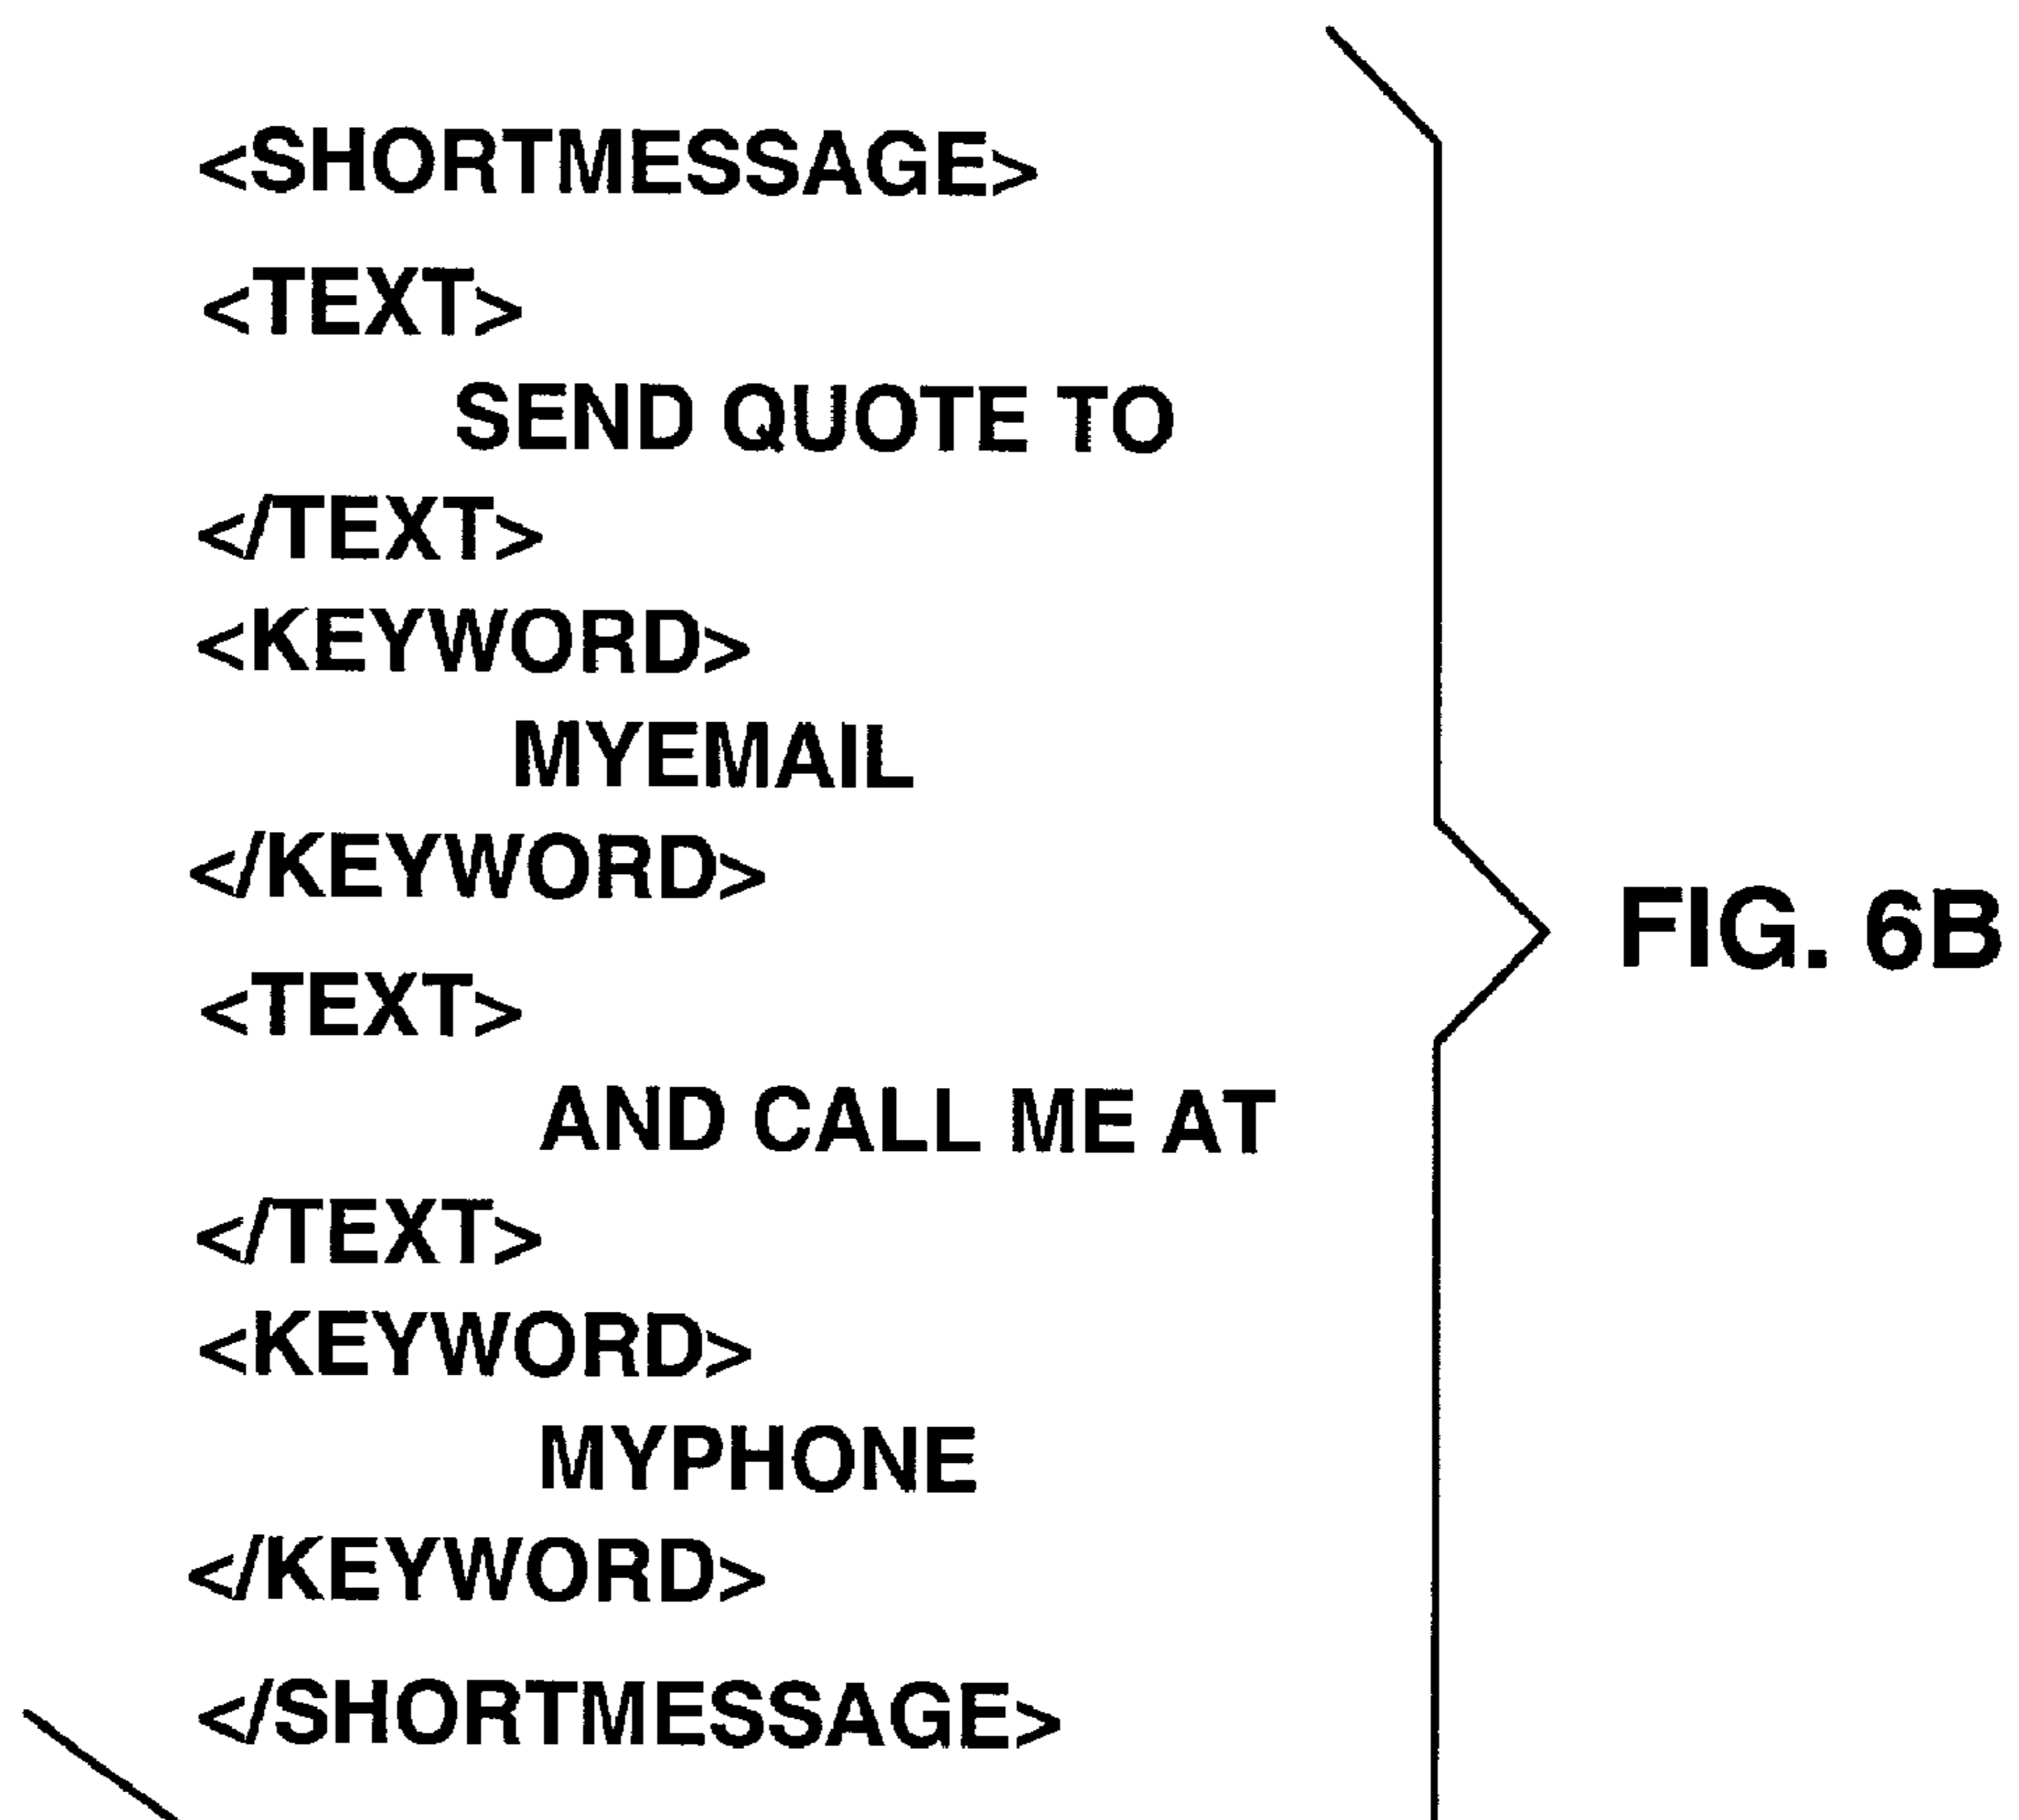 <SHORTMESSAGE>
<TEXT>
SEND QUOTE TO
</TEXT>
<KEYWORD>
MYEMAIL
</KEYWORD>
<TEXT>
AND CALL ME AT
</TEXT>
<KEYWORD>
MYPHONE
</KEYWORD>
</SHORTMESSAGE>
FIG. 6B